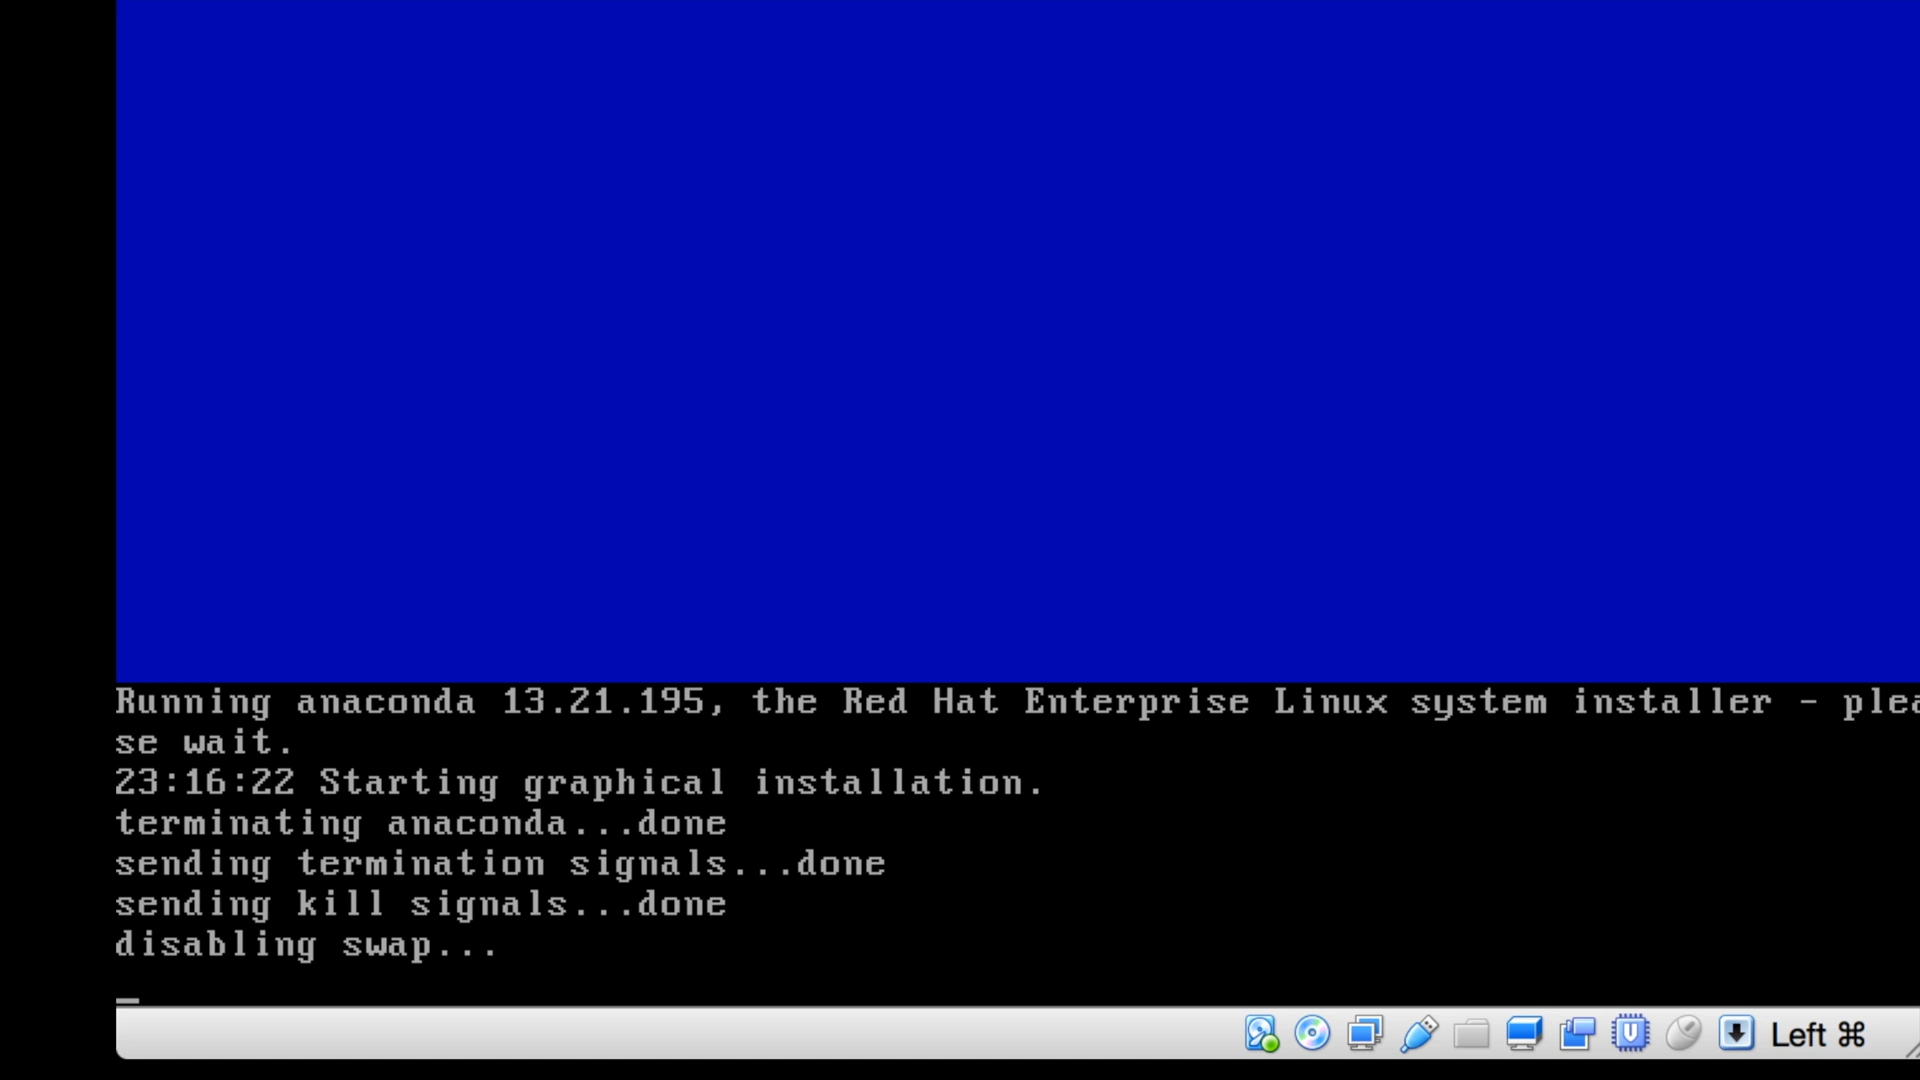 Running anaconda 13.21.195, the Red Hat Enterprise Linux system installer - plea
se wait.
23:16:22 Starting graphical installation.
terminating anaconda...done
sending termination signals...done
sending kill signals...done
disabling swap...
Left ⌘